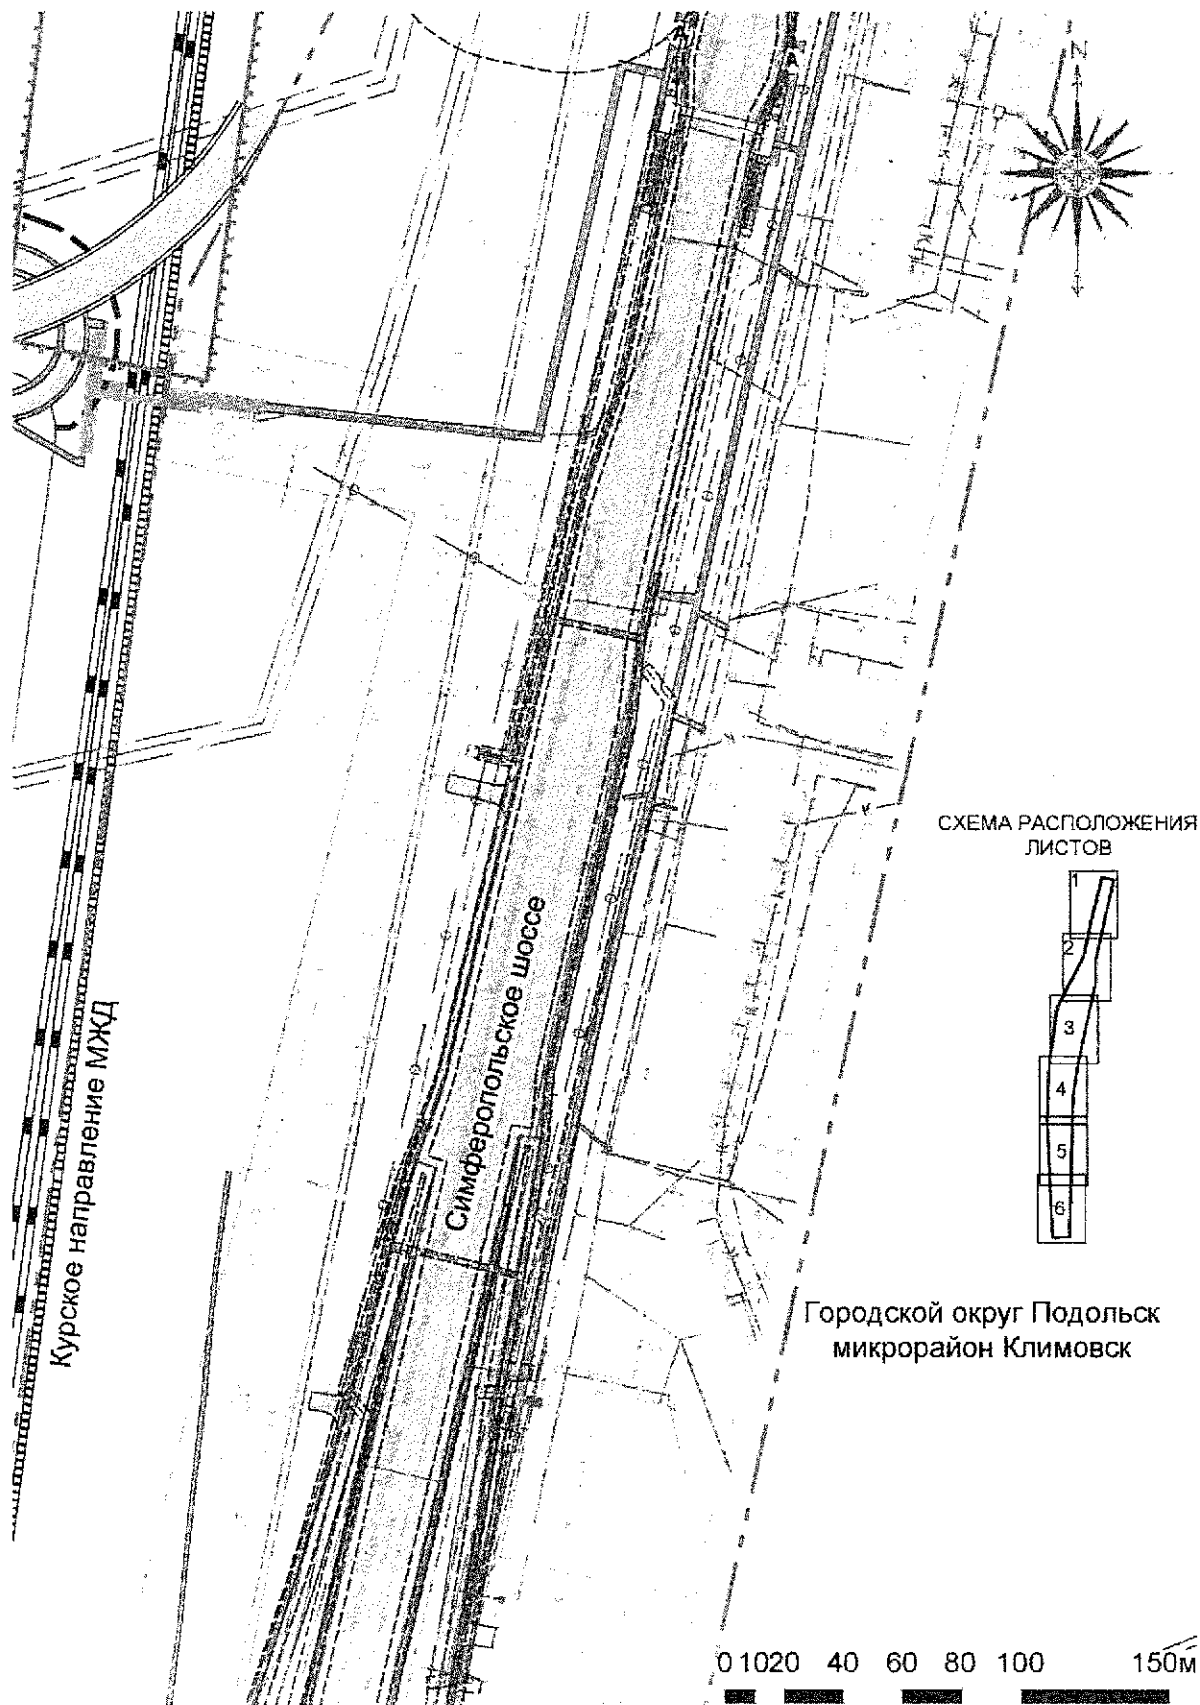 N
СХЕМА РАСПОЛОЖЕНИЯ
ЛИСТОВ
1
2
3
4
5
6
Симферопольское шоссе
Курское направление МЖД
Городской округ Подольск
микрорайон Климовск
0 10 20 40 60 80 100 150м